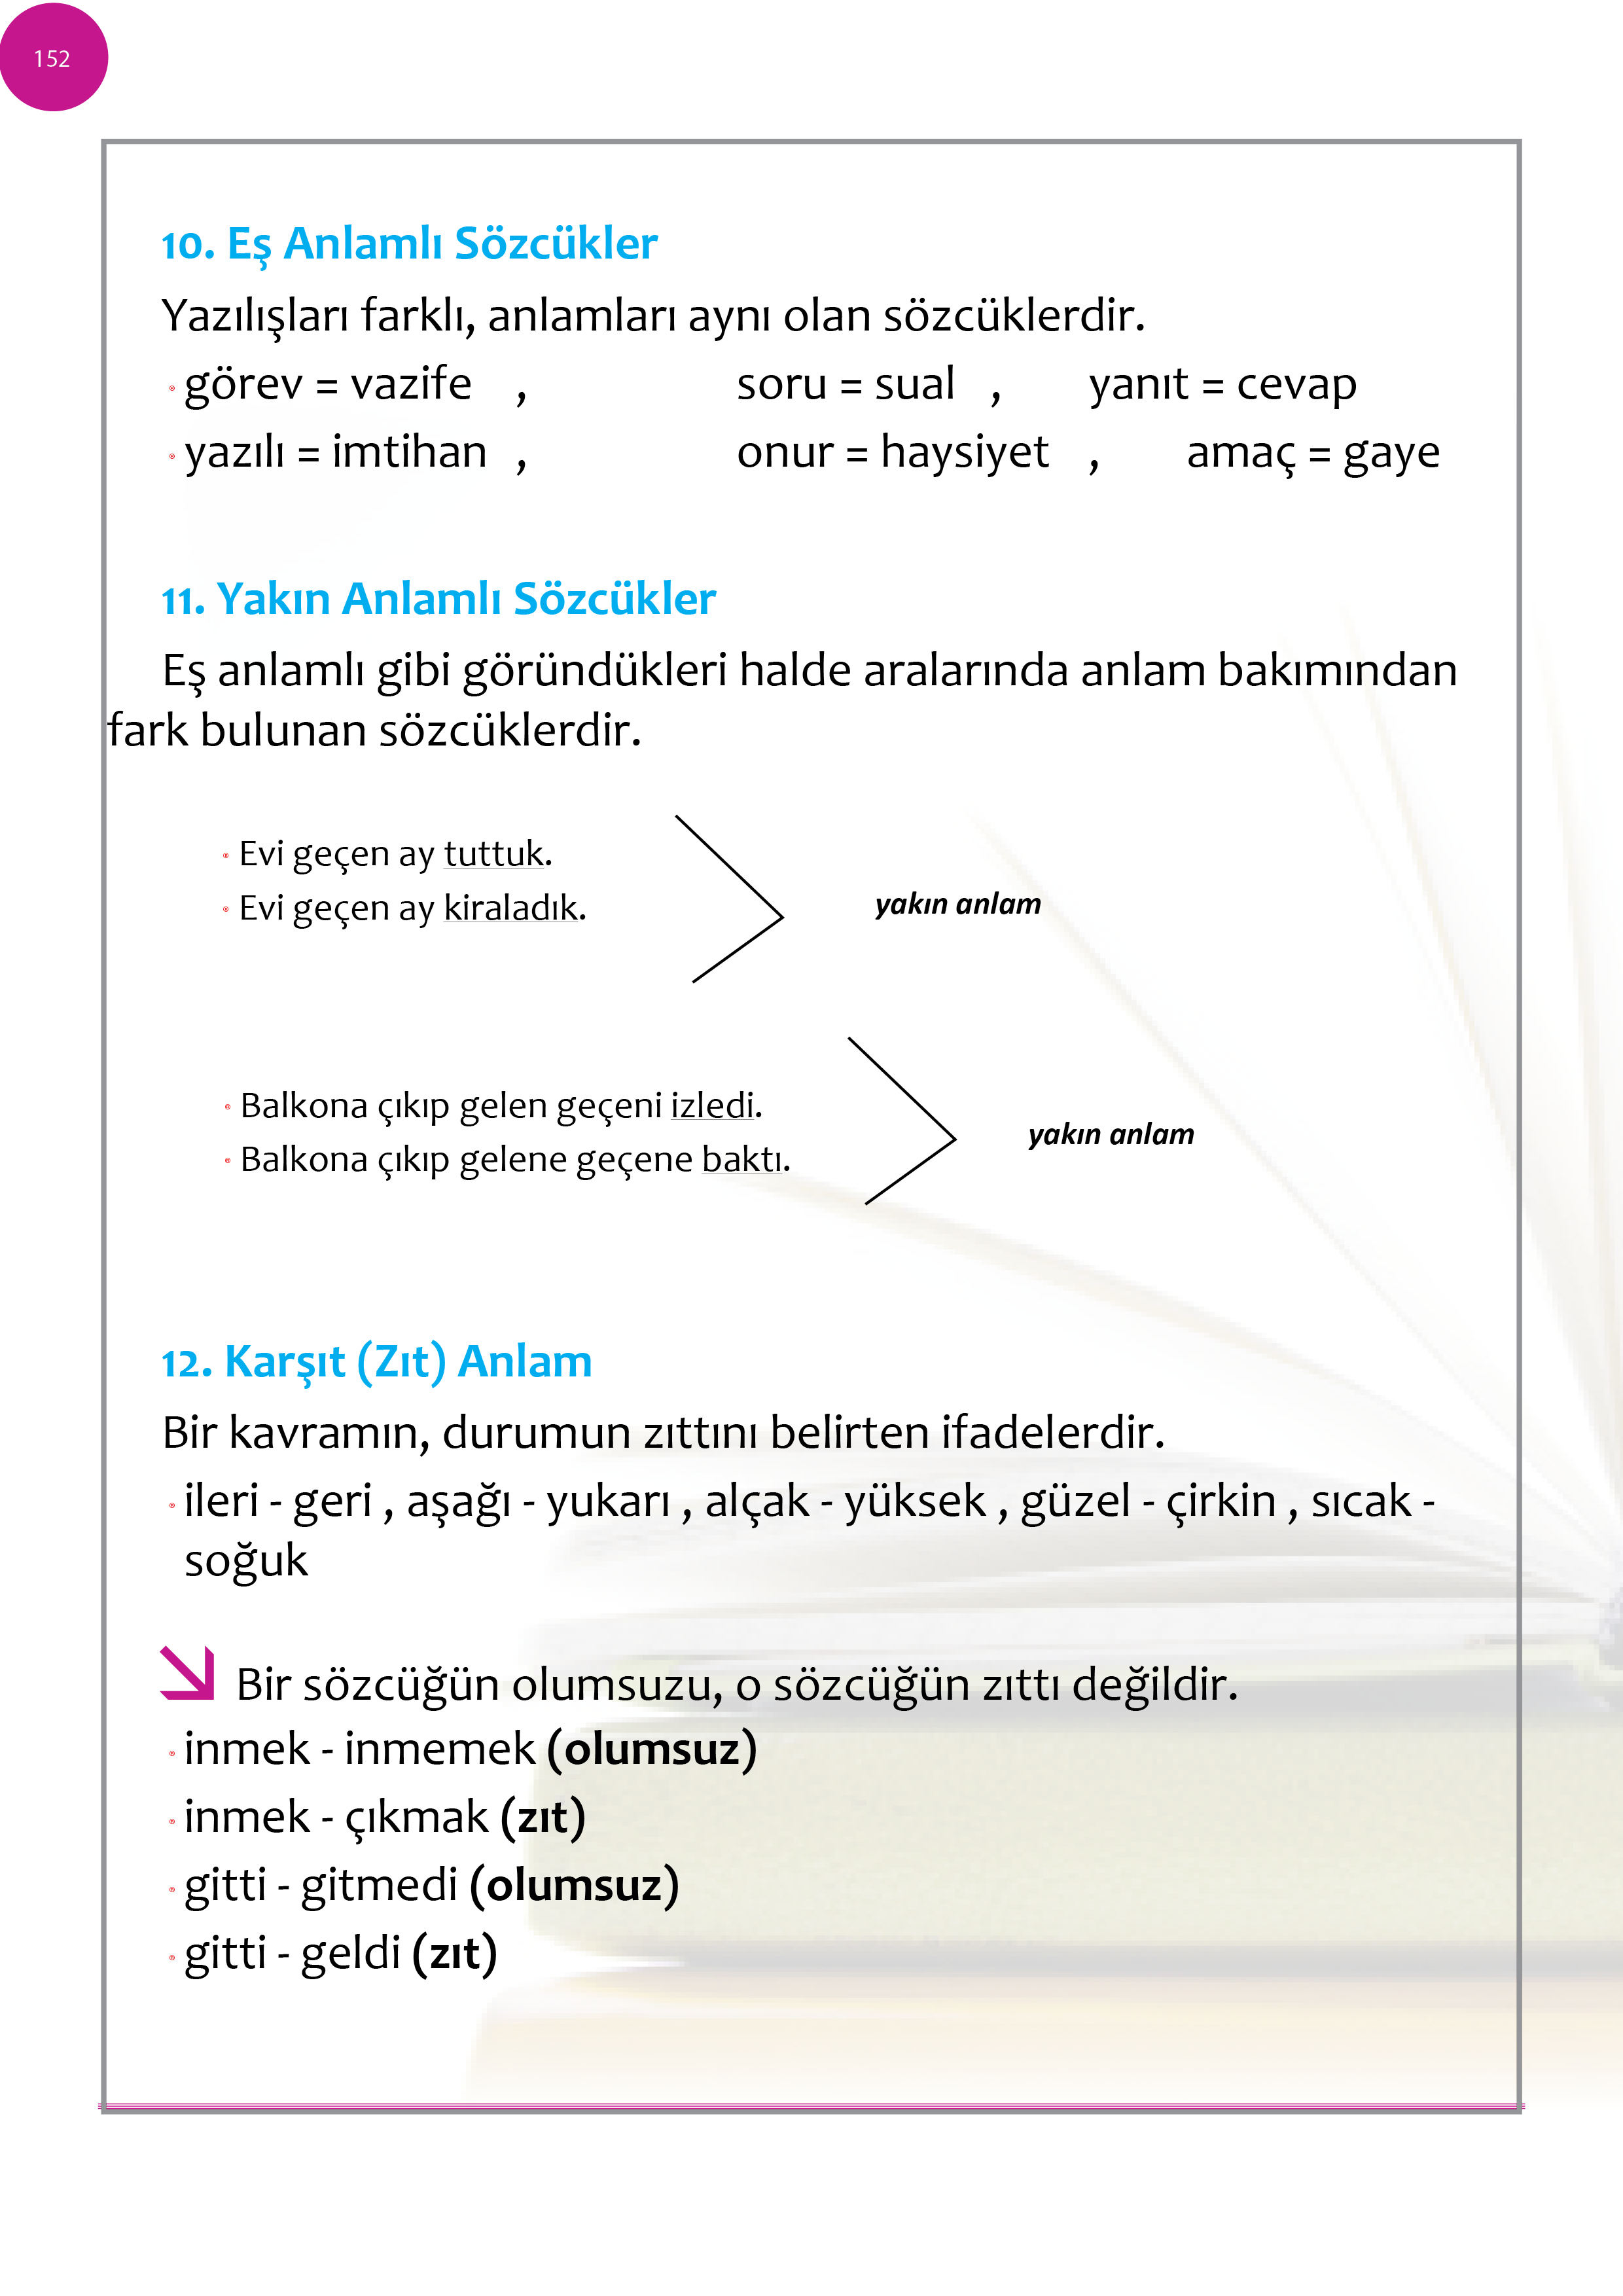 152
10. Eş Anlamlı Sözcükler
Yazılışları farklı, anlamları aynı olan sözcüklerdir.
görev = vazife , soru = sual , yanıt = cevap
yazılı = imtihan , onur = haysiyet , amaç = gaye
11. Yakın Anlamlı Sözcükler
Eş anlamlı gibi göründükleri halde aralarında anlam bakımından
fark bulunan sözcüklerdir.
Evi geçen ay tuttuk.
Evi geçen ay kiraladık.
yakın anlam
Balkona çıkıp gelen geçeni izledi.
Balkona çıkıp gelene geçene baktı.
yakın anlam
12. Karşıt (Zıt) Anlam
Bir kavramın, durumun zıttını belirten ifadelerdir.
ileri - geri , aşağı - yukarı , alçak - yüksek , güzel - çirkin , sıcak -
soğuk
Bir sözcüğün olumsuzu, o sözcüğün zıttı değildir.
inmek - inmemek (olumsuz)
inmek - çıkmak (zıt)
gitti - gitmedi (olumsuz)
gitti - geldi (zıt)